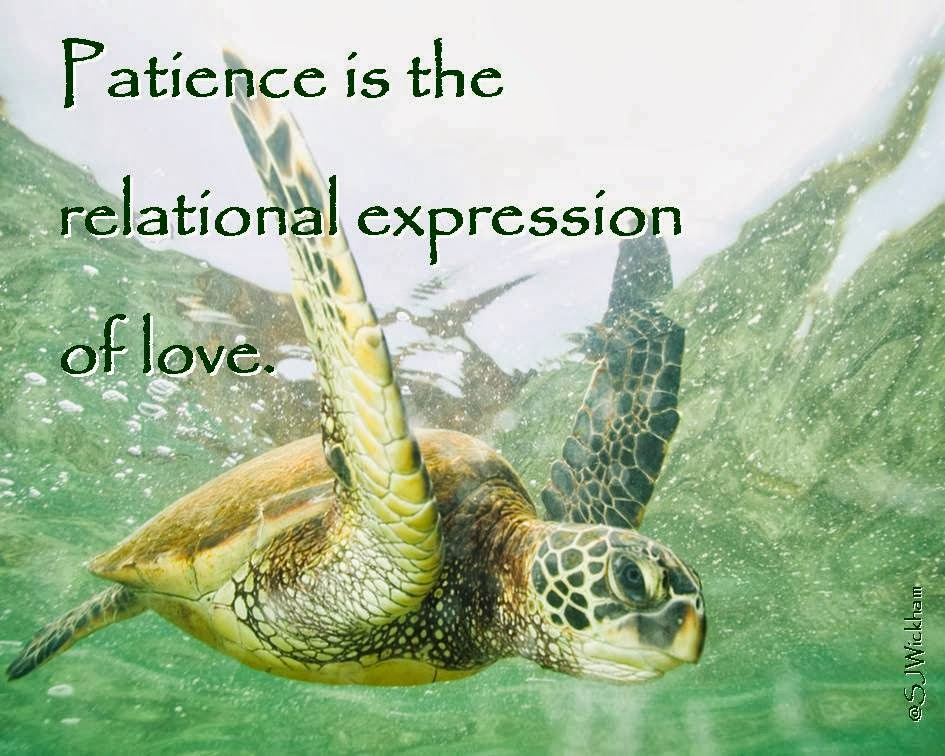 Patience is the
relational expression
of love.
@SJWickham